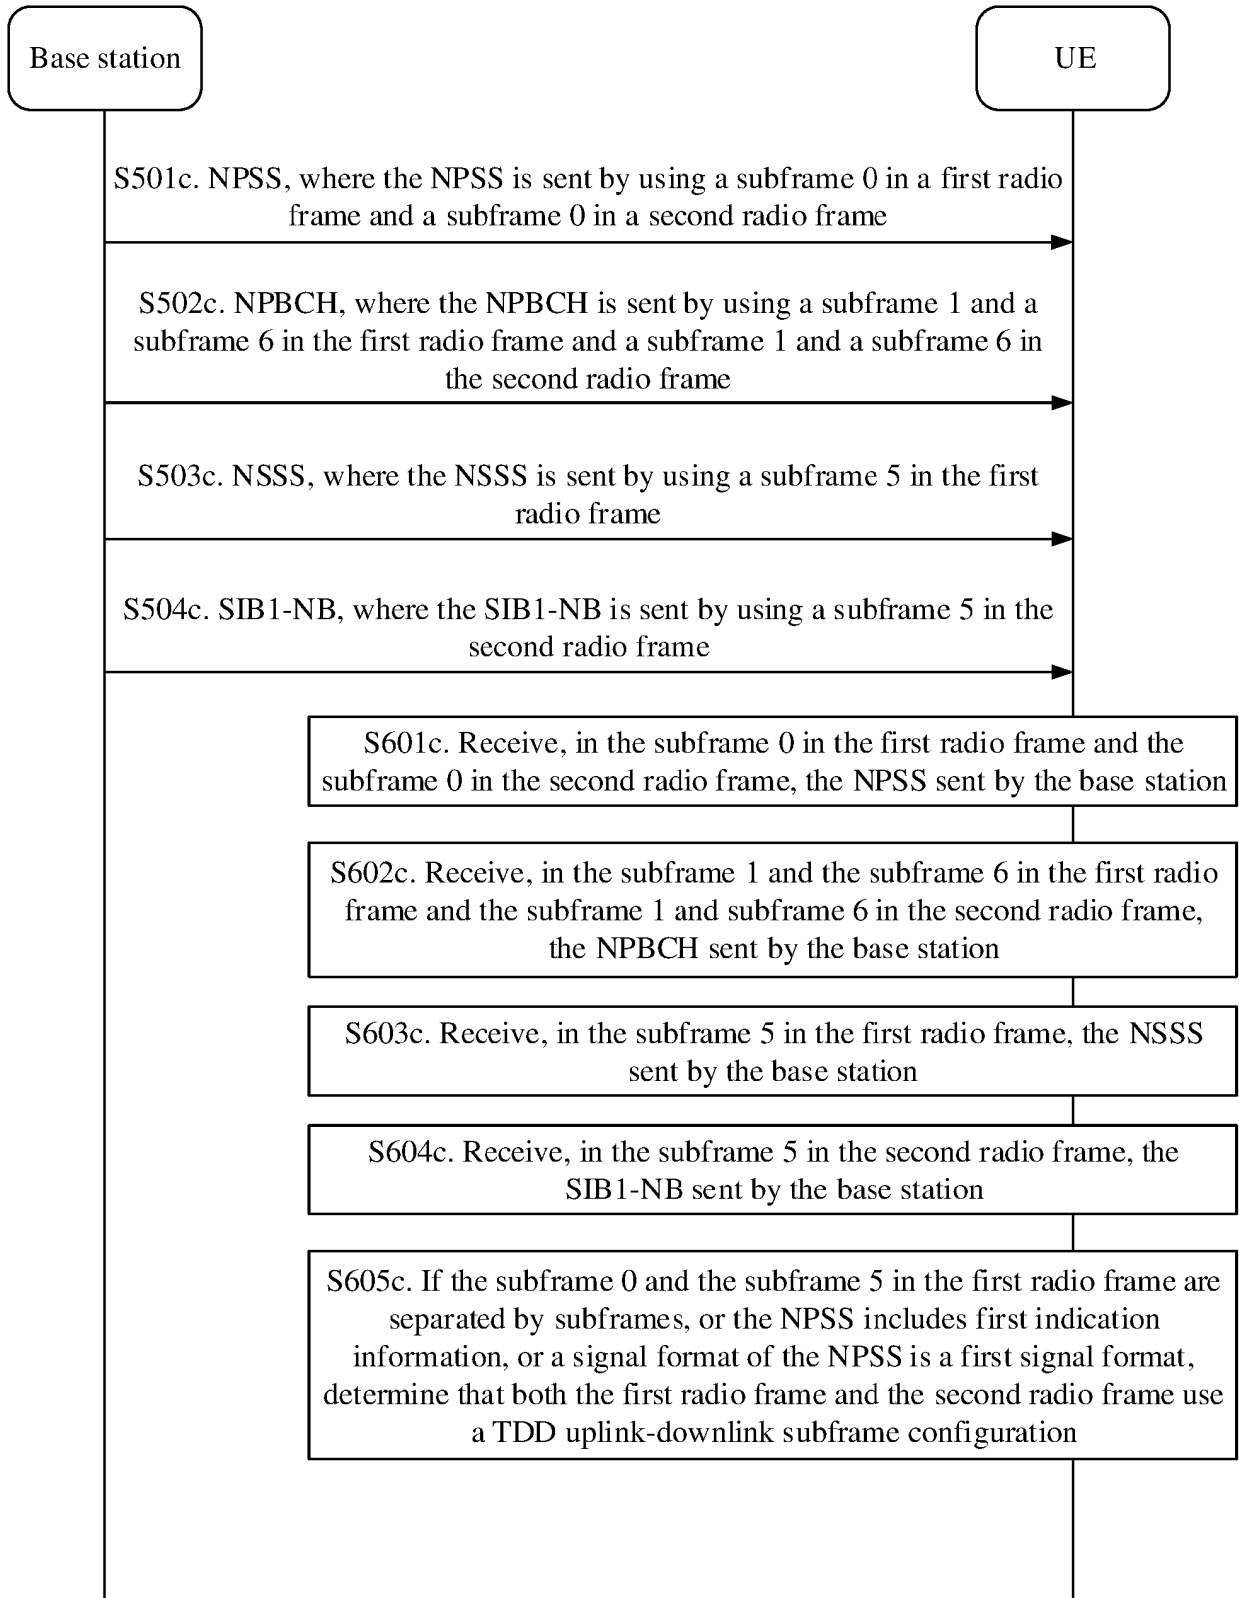 Base station
UE
S501c. NPSS, where the NPSS is sent by using a subframe 0 in a first radio
frame and a subframe 0 in a second radio frame
S502c. NPBCH, where the NPBCH is sent by using a subframe 1 and a
subframe 6 in the first radio frame and a subframe 1 and a subframe 6 in
the second radio frame
S503c. NSSS, where the NSSS is sent by using a subframe 5 in the first
radio frame
S504c. SIB1-NB, where the SIB1-NB is sent by using a subframe 5 in the
second radio frame
S601c. Receive, in the subframe 0 in the first radio frame and the
subframe 0 in the second radio frame, the NPSS sent by the base station
S602c. Receive, in the subframe 1 and the subframe 6 in the first radio
frame and the subframe 1 and subframe 6 in the second radio frame,
the NPBCH sent by the base station
S603c. Receive, in the subframe 5 in the first radio frame, the NSSS
sent by the base station
S604c. Receive, in the subframe 5 in the second radio frame, the
SIB1-NB sent by the base station
S605c. If the subframe 0 and the subframe 5 in the first radio frame are
separated by subframes, or the NPSS includes first indication
information, or a signal format of the NPSS is a first signal format,
determine that both the first radio frame and the second radio frame use
a TDD uplink-downlink subframe configuration